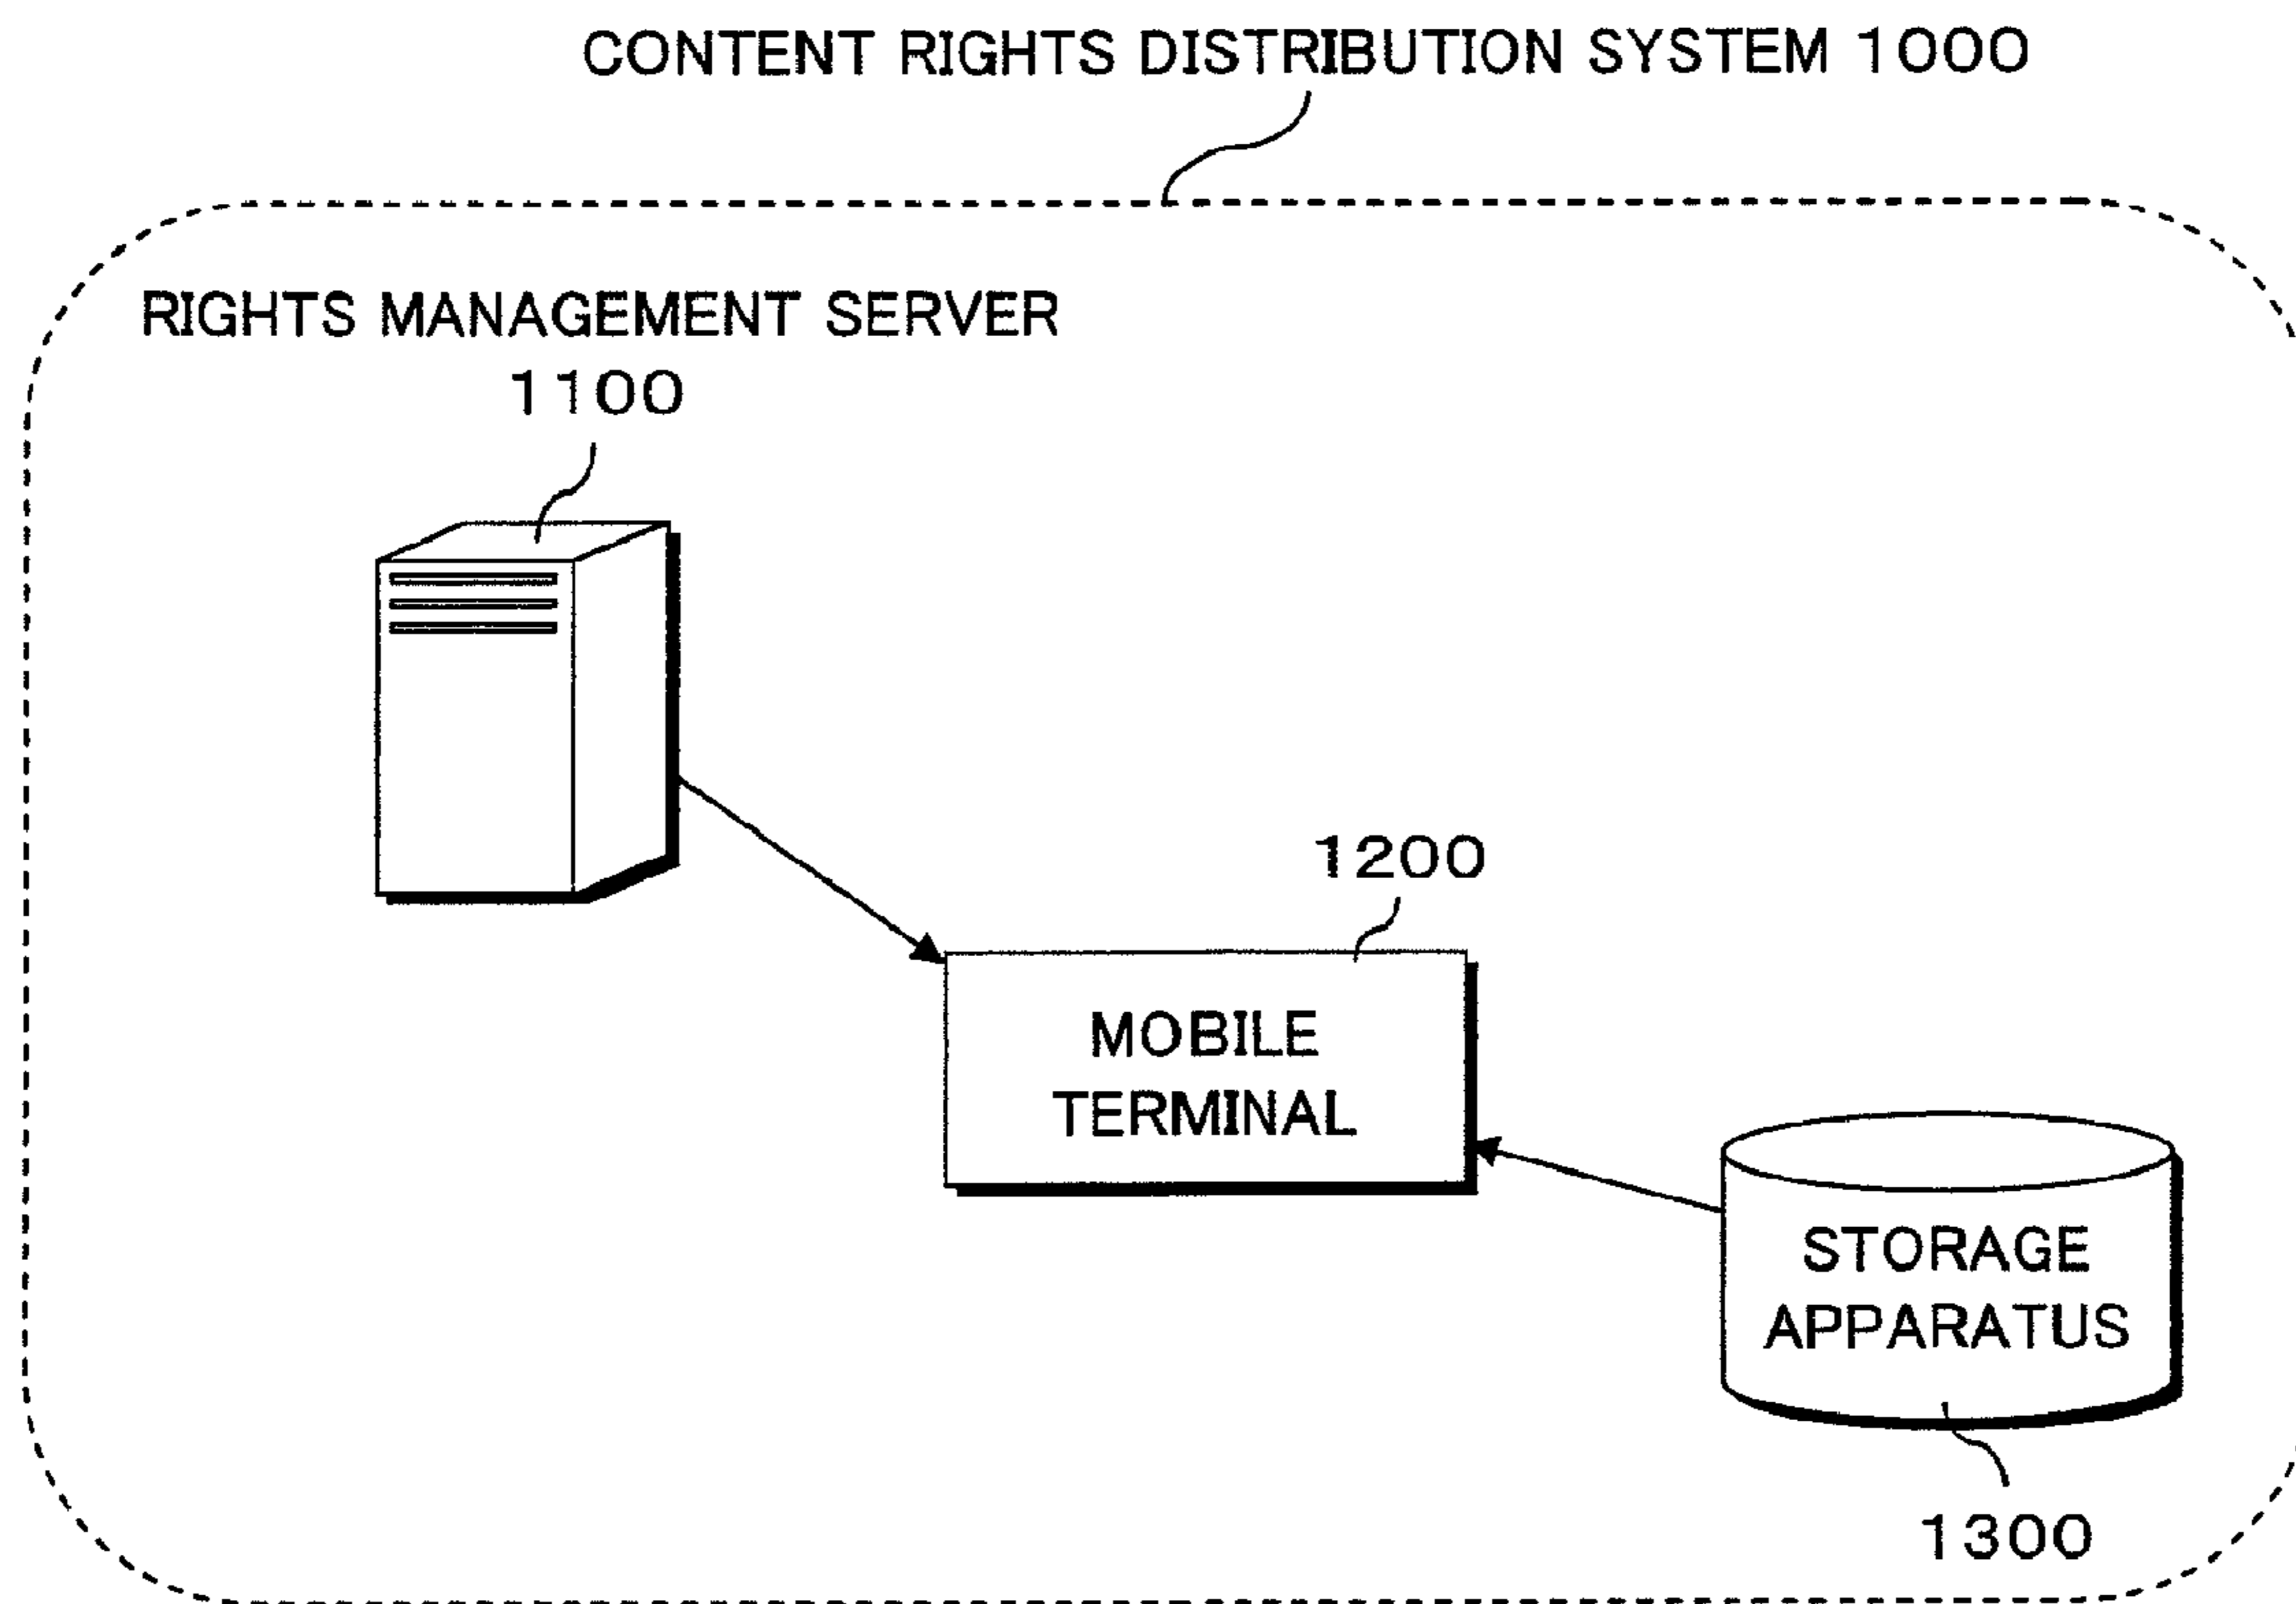 CONTENT RIGHTS DISTRIBUTION SYSTEM 1000
RIGHTS MANAGEMENT SERVER
1100
1200
MOBILE
TERMINAL
STORAGE
APPARATUS
1300